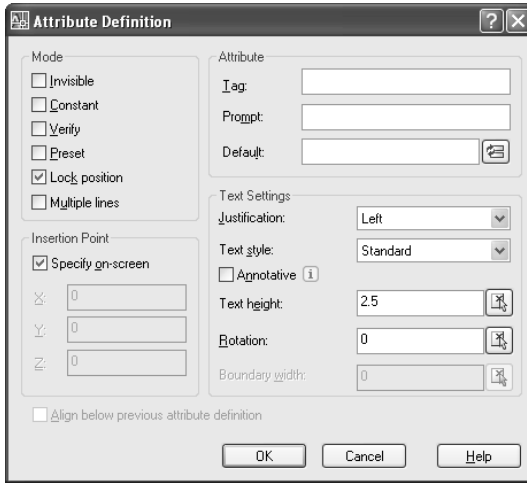 Attribute Definition
Mode
Invisible
Constant
Verify
Preset
Lock position
Multiple lines
Insertion Point
Specify on-screen
X: 0
Y: 0
Z: 0
Attribute
Tag:
Prompt:
Default:
Text Settings
Justification: Left
Text style: Standard
Annotative i
Text height: 2.5
Rotation: 0
Boundary width: 0
Align below previous attribute definition
OK Cancel Help